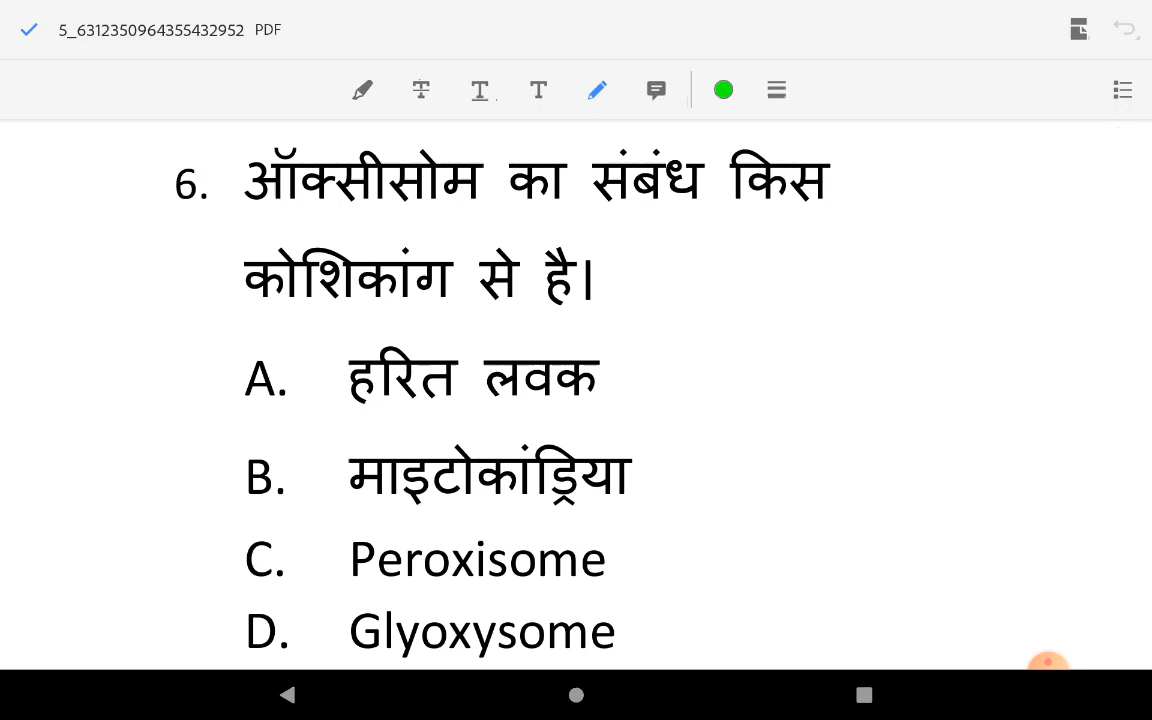 5_6312350964355432952 PDF
6. ऑक्सीसोम का संबंध किस
कोशिकांग से है।
A. हरित लवक
B. माइटोकांड्रिया
C. Peroxisome
D. Glyoxysome